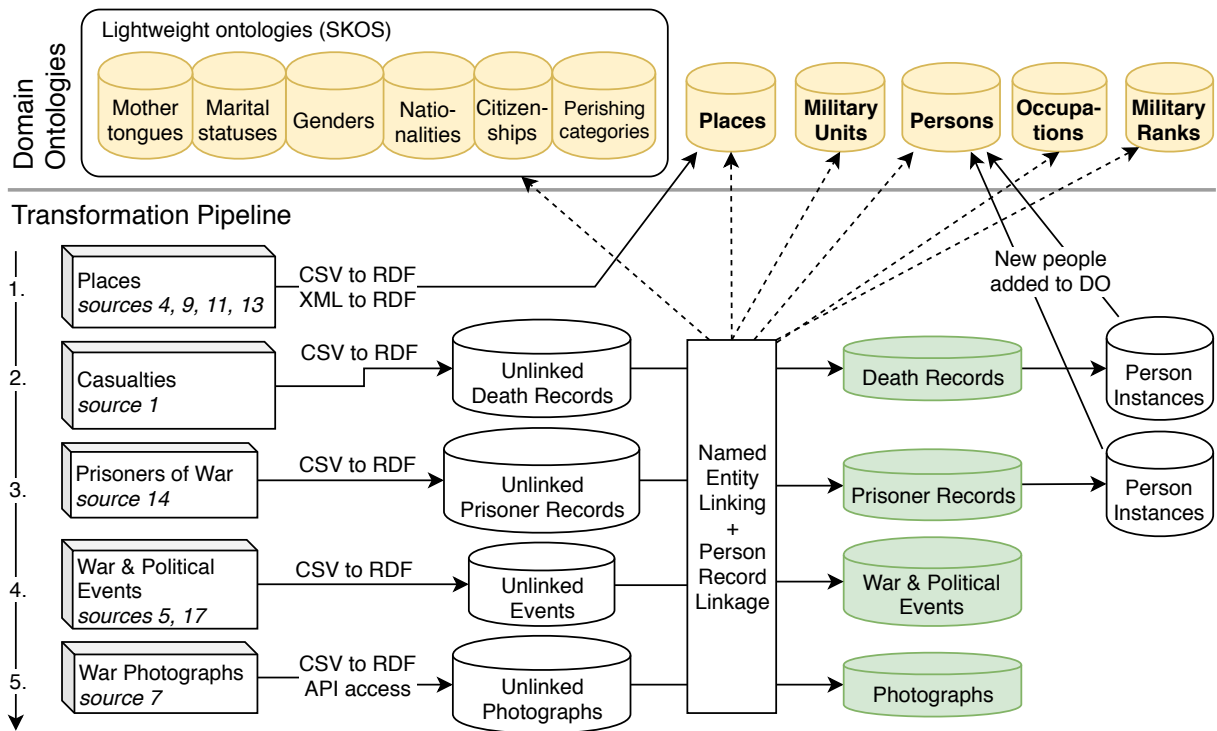 Domain
Ontologies
Lightweight ontologies (SKOS)
Mother
tongues
Marital
statuses
Genders
Natio-
nalities
Citizen-
ships
Perishing
categories
Places
Military
Units
Persons
Occupa-
tions
Military
Ranks
Transformation Pipeline
1.
Places
sources 4, 9, 11, 13
CSV to RDF
XML to RDF
New people
added to DO
2.
Casualties
source 1
CSV to RDF
Unlinked
Death Records
Death Records
Person
Instances
3.
Prisoners of War
source 14
CSV to RDF
Unlinked
Prisoner Records
Named
Entity
Linking
+
Person
Record
Linkage
Prisoner Records
Person
Instances
4.
War & Political
Events
sources 5, 17
CSV to RDF
Unlinked
Events
War & Political
Events
5.
War Photographs
source 7
CSV to RDF
API access
Unlinked
Photographs
Photographs